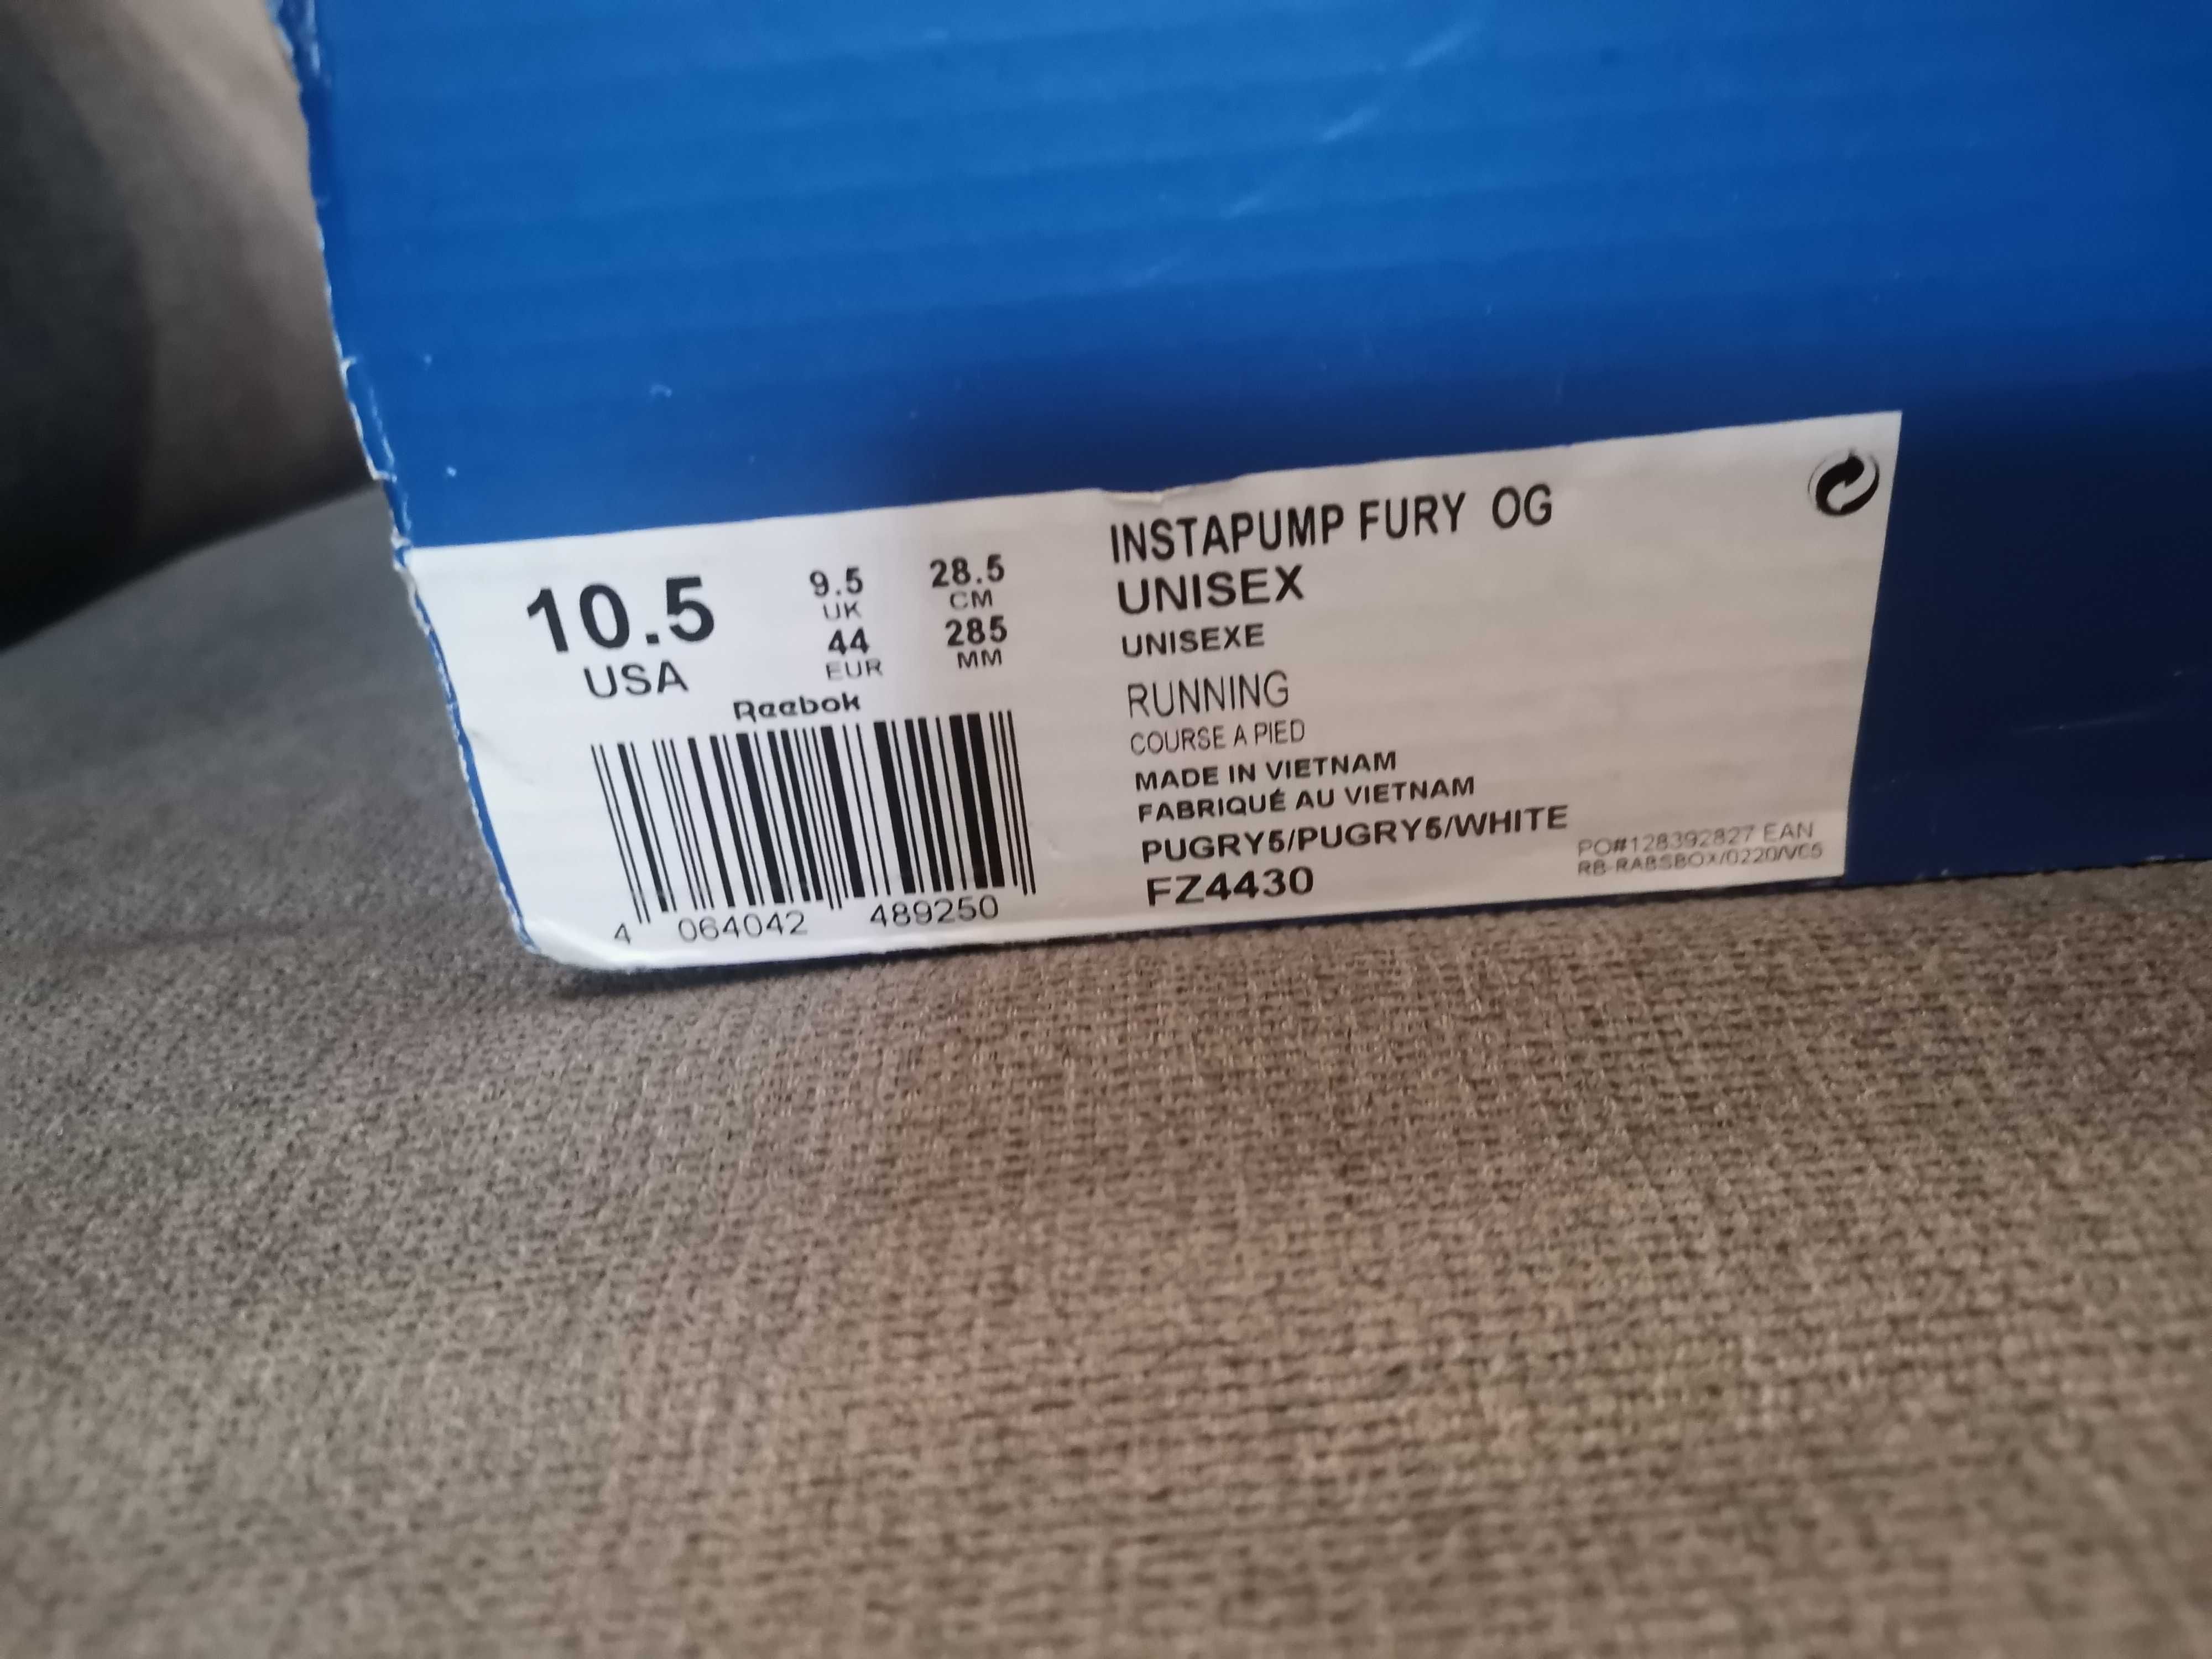 10.5
USA
9.5
UK
44
EUR
28.5
CM
285
MM
Reebok
4 064042 489250
INSTAPUMP FURY OG
UNISEX
UNISEXE
RUNNING
COURSE A PIED
MADE IN VIETNAM
FABRIQUÉ AU VIETNAM
PUGRY5/PUGRY5/WHITE
FZ4430
PO#128392827 EAN
RB-RABSBOX/0220/VC5